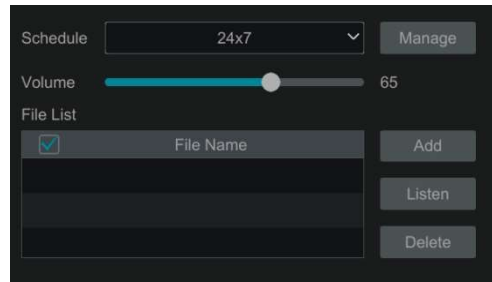 Schedule 24x7 Manage
Volume 65
File List
File Name Add
Listen
Delete